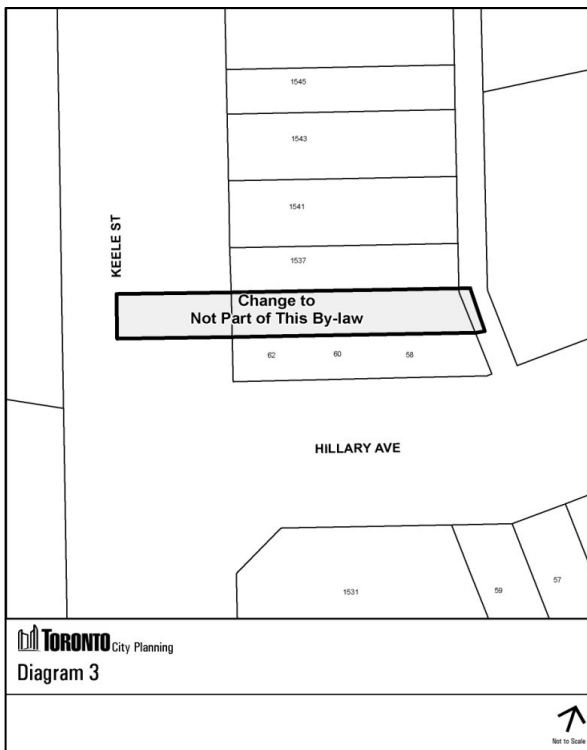 1545
1543
1541
KEELE ST
1537
Change to
Not Part of This By-law
62 60 58
HILLARY AVE
1531 59 57
TORONTO City Planning
Diagram 3
Not to Scale